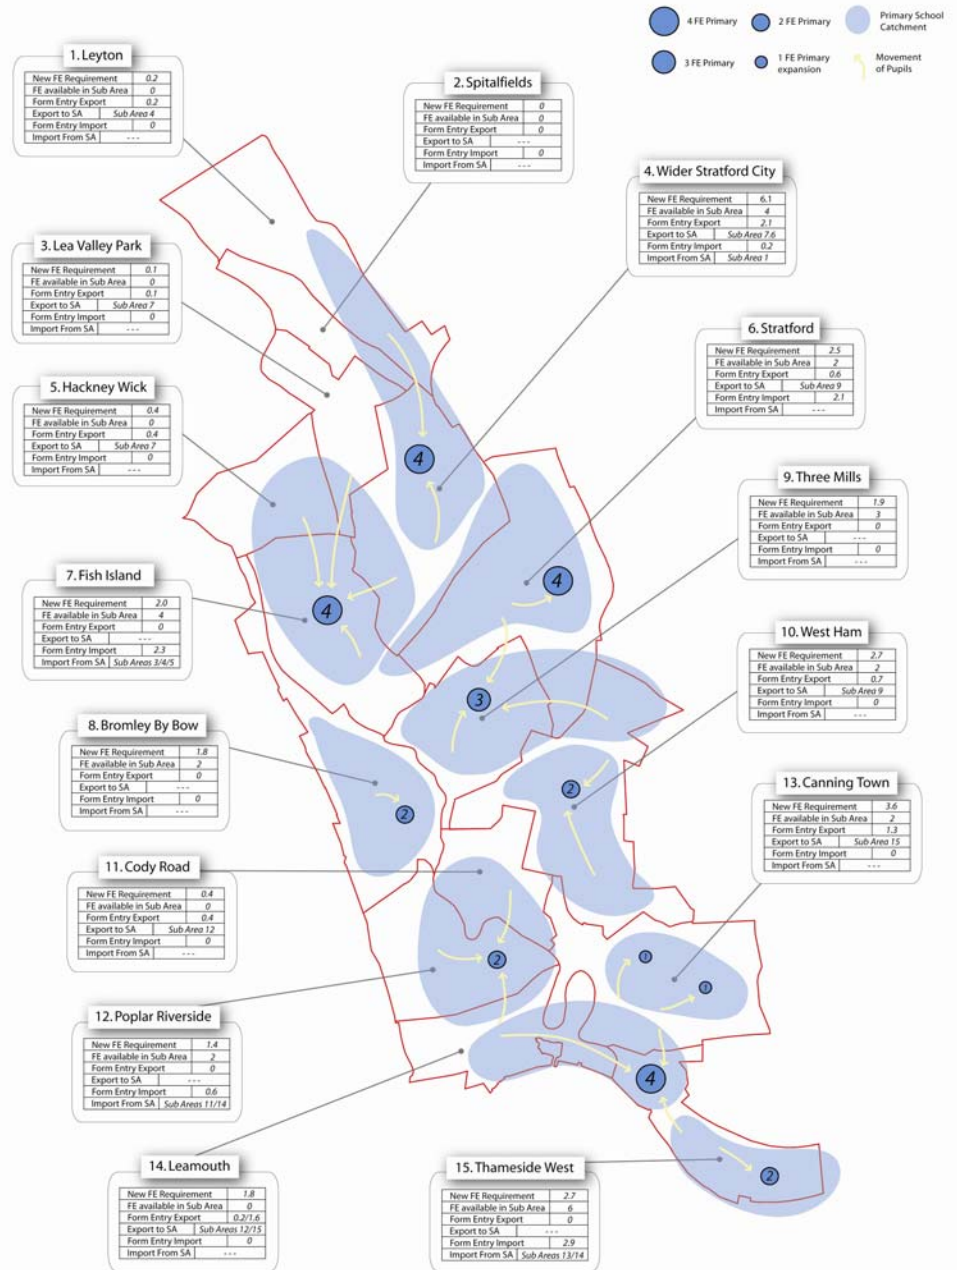 4 FE Primary
2 FE Primary
Primary School
Catchment
3 FE Primary
1 FE Primary
expansion
Movement
of Pupils
1. Leyton
New FE Requirement 0.2
FE available in Sub Area 0
Form Entry Export 0.2
Export to SA Sub Area 4
Form Entry Import 0
Import From SA ---
2. Spitalfields
New FE Requirement 0
FE available in Sub Area 0
Form Entry Export 0
Export to SA ---
Form Entry Import 0
Import From SA ---
4. Wider Stratford City
New FE Requirement 6.1
FE available in Sub Area 4
Form Entry Export 2.1
Export to SA Sub Area 7.6
Form Entry Import 0.2
Import From SA Sub Area 1
3. Lea Valley Park
New FE Requirement 0.1
FE available in Sub Area 0
Form Entry Export 0.1
Export to SA Sub Area 7
Form Entry Import 0
Import From SA ---
6. Stratford
New FE Requirement 2.5
FE available in Sub Area 2
Form Entry Export 0.6
Export to SA Sub Area 9
Form Entry Import 2.1
Import From SA ---
5. Hackney Wick
New FE Requirement 0.4
FE available in Sub Area 0
Form Entry Export 0.4
Export to SA Sub Area 7
Form Entry Import 0
Import From SA ---
4
9. Three Mills
New FE Requirement 1.9
FE available in Sub Area 3
Form Entry Export 0
Export to SA ---
Form Entry Import 0
Import From SA ---
7. Fish Island
New FE Requirement 2.0
FE available in Sub Area 4
Form Entry Export 0
Export to SA ---
Form Entry Import 2.3
Import From SA Sub Areas 3/4/5
4
4
10. West Ham
New FE Requirement 2.7
FE available in Sub Area 2
Form Entry Export 0.7
Export to SA Sub Area 9
Form Entry Import 0
Import From SA ---
3
8. Bromley By Bow
New FE Requirement 1.8
FE available in Sub Area 2
Form Entry Export 0
Export to SA ---
Form Entry Import 0
Import From SA ---
2
2
13. Canning Town
New FE Requirement 3.6
FE available in Sub Area 2
Form Entry Export 1.3
Export to SA Sub Area 15
Form Entry Import 0
Import From SA ---
11. Cody Road
New FE Requirement 0.4
FE available in Sub Area 0
Form Entry Export 0.4
Export to SA Sub Area 12
Form Entry Import 0
Import From SA ---
2
1
1
12. Poplar Riverside
New FE Requirement 1.4
FE available in Sub Area 2
Form Entry Export 0
Export to SA ---
Form Entry Import 0.6
Import From SA Sub Areas 11/14
4
14. Leamouth
New FE Requirement 1.8
FE available in Sub Area 0
Form Entry Export 0.2/1.6
Export to SA Sub Areas 12/15
Form Entry Import 0
Import From SA ---
15. Thameside West
New FE Requirement 2.7
FE available in Sub Area 6
Form Entry Export 0
Export to SA ---
Form Entry Import 2.9
Import From SA Sub Areas 13/14
2